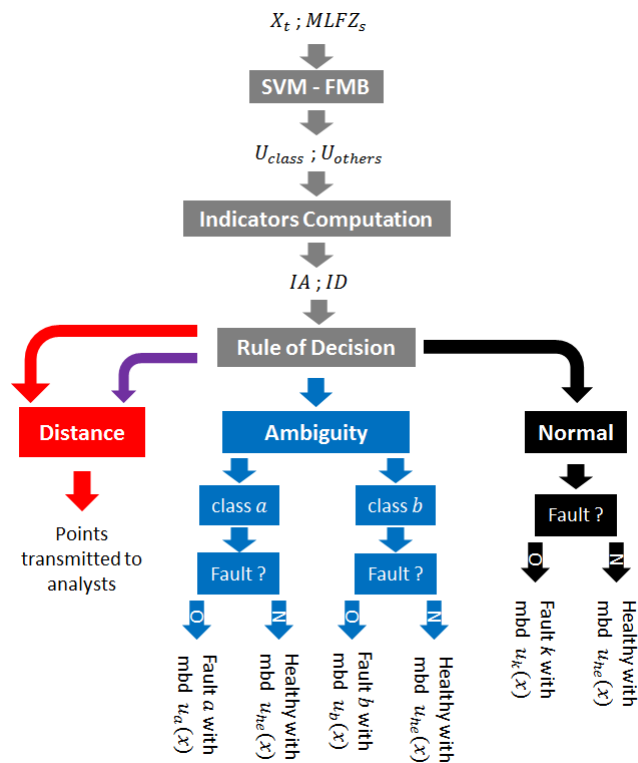 X_t ; MLFZ_s
SVM - FMB
U_class ; U_others
Indicators Computation
IA ; ID
Rule of Decision
Distance
Ambiguity
Normal
Points
transmitted to
analysts
class a
class b
Fault ?
Fault ?
Fault ?
O
N
O
N
O
N
Fault a with
mbd u_a(x)
Healthy with
mbd u_he(x)
Fault b with
mbd u_b(x)
Healthy with
mbd u_he(x)
Fault k with
mbd u_k(x)
Healthy with
mbd u_he(x)